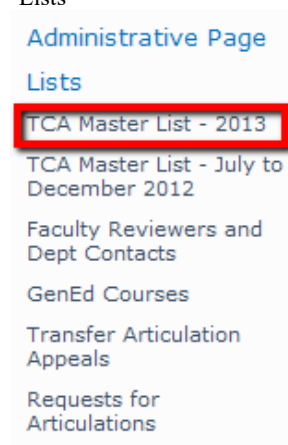 Lists
Administrative Page
Lists
TCA Master List - 2013
TCA Master List - July to
December 2012
Faculty Reviewers and
Dept Contacts
GenEd Courses
Transfer Articulation
Appeals
Requests for
Articulations